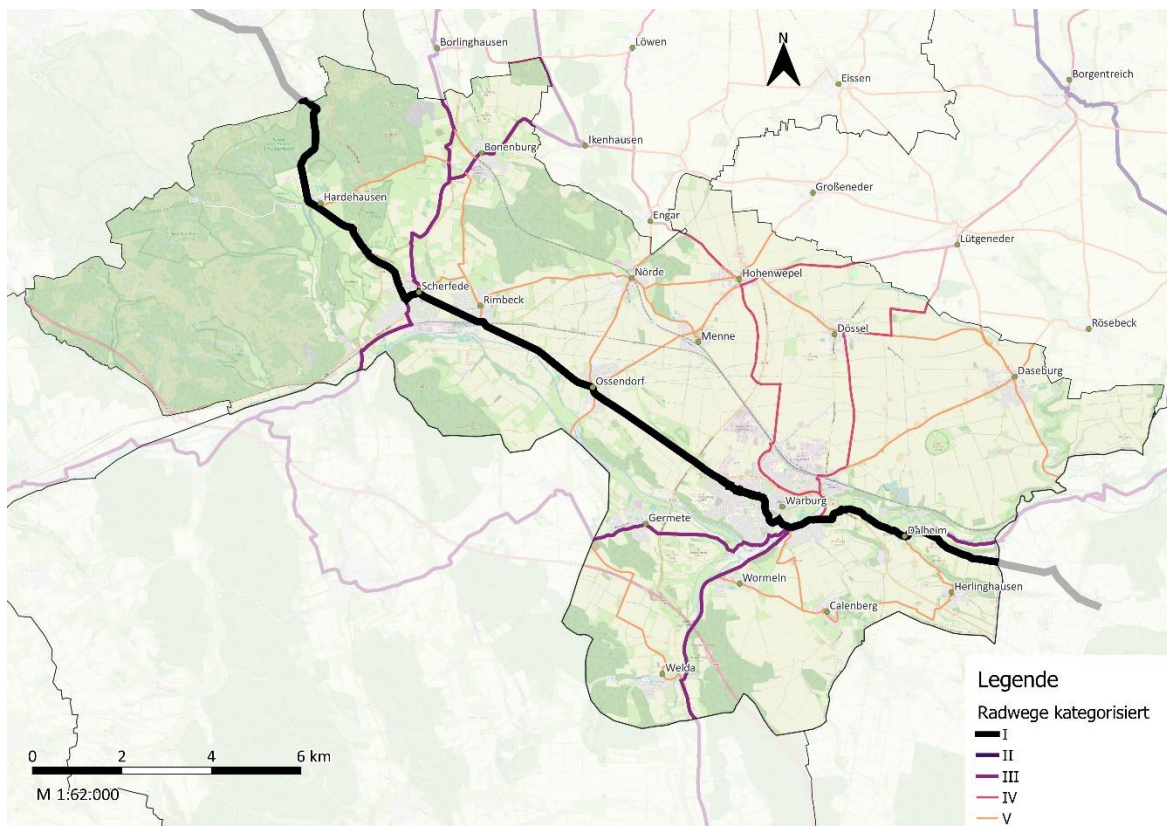 Borlinghausen
Löwen
N
Eissen
Borgentreich
Bonenburg
Ikenhausen
Großeneder
Hardehausen
Engar
Lütgeneder
Nörde
Hohenwepel
Scherfede
Rimbeck
Rösebeck
Menne
Dössel
Daseburg
Ossendorf
Warburg
Germete
Dalheim
Wormeln
Herlinghausen
Calenberg
Welda
Legende
Radwege kategorisiert
I
II
III
IV
V
0 2 4 6 km
M 1:62:000